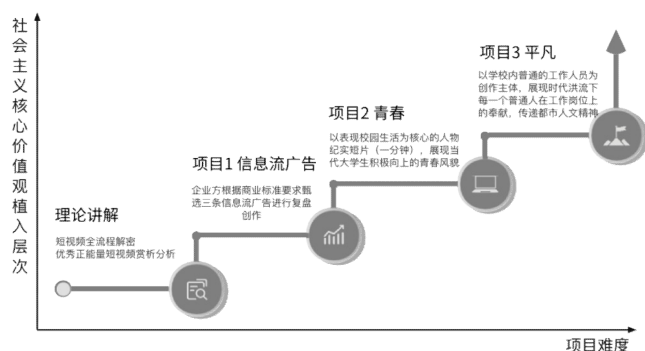 社会主义核心价值观植入层次
理论讲解
短视频全流程解密
优秀正能量短视频赏析分析
项目1 信息流广告
企业方根据商业标准要求甄
选三条信息流广告进行复盘
创作
项目2 青春
以表现校园生活为核心的人物
纪实短片（一分钟），展现当
代大学生积极向上的青春风貌
项目3 平凡
以学校内普通的工作人员为
创作主体，展现时代洪流下
每一个普通人在工作岗位上
的奉献，传递都市人文精神
项目难度